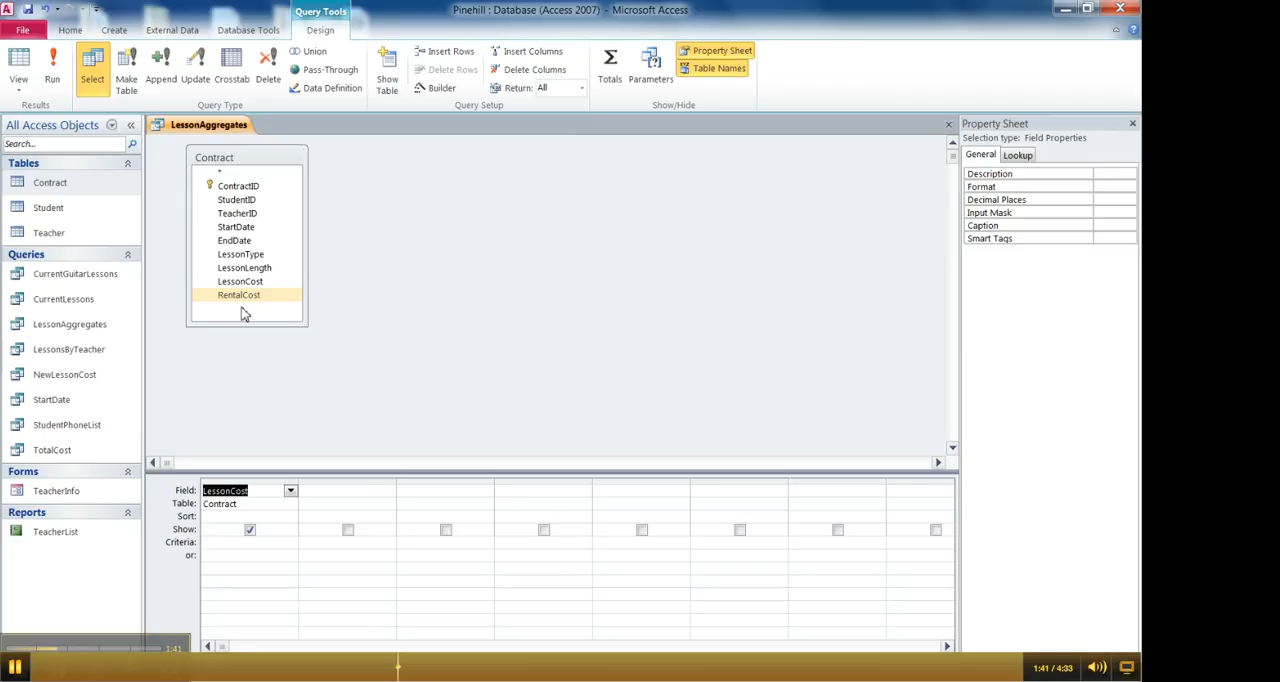 Query Tools
Pinehill : Database (Access 2007) - Microsoft Access
File
Home
Create
External Data
Database Tools
Design
View
Run
Results
Select
Make Table
Append
Update
Crosstab
Delete
Union
Pass-Through
Data Definition
Query Type
Show Table
Insert Rows
Delete Rows
Builder
Insert Columns
Delete Columns
Return: All
Query Setup
Totals
Parameters
Property Sheet
Table Names
Show/Hide
All Access Objects
Search...
Tables
Contract
Student
Teacher
Queries
CurrentGuitarLessons
CurrentLessons
LessonAggregates
LessonsByTeacher
NewLessonCost
StartDate
StudentPhoneList
TotalCost
Forms
TeacherInfo
Reports
TeacherList
LessonAggregates
Contract
*
ContractID
StudentID
TeacherID
StartDate
EndDate
LessonType
LessonLength
LessonCost
RentalCost
Field: LessonCost
Table: Contract
Sort:
Show:
Criteria:
or:
Property Sheet
Selection type: Field Properties
General
Lookup
Description
Format
Decimal Places
Input Mask
Caption
Smart Tags
1:41
1:41 / 4:33